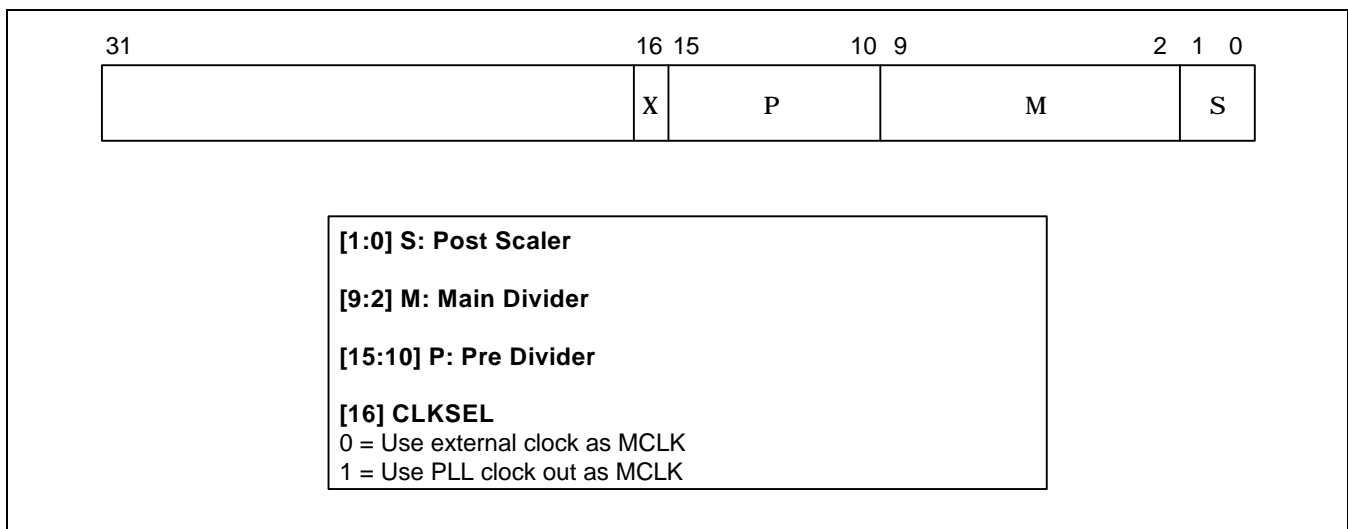 31 16 15 10 9 2 1 0
X P M S
[1:0] S: Post Scaler
[9:2] M: Main Divider
[15:10] P: Pre Divider
[16] CLKSEL
0 = Use external clock as MCLK
1 = Use PLL clock out as MCLK